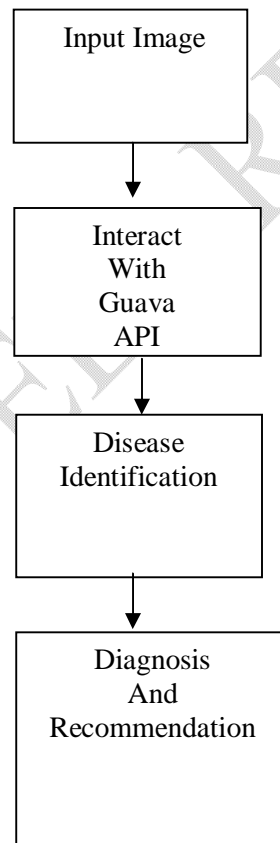 Input Image
Interact
With
Guava
API
Disease
Identification
Diagnosis
And
Recommendation